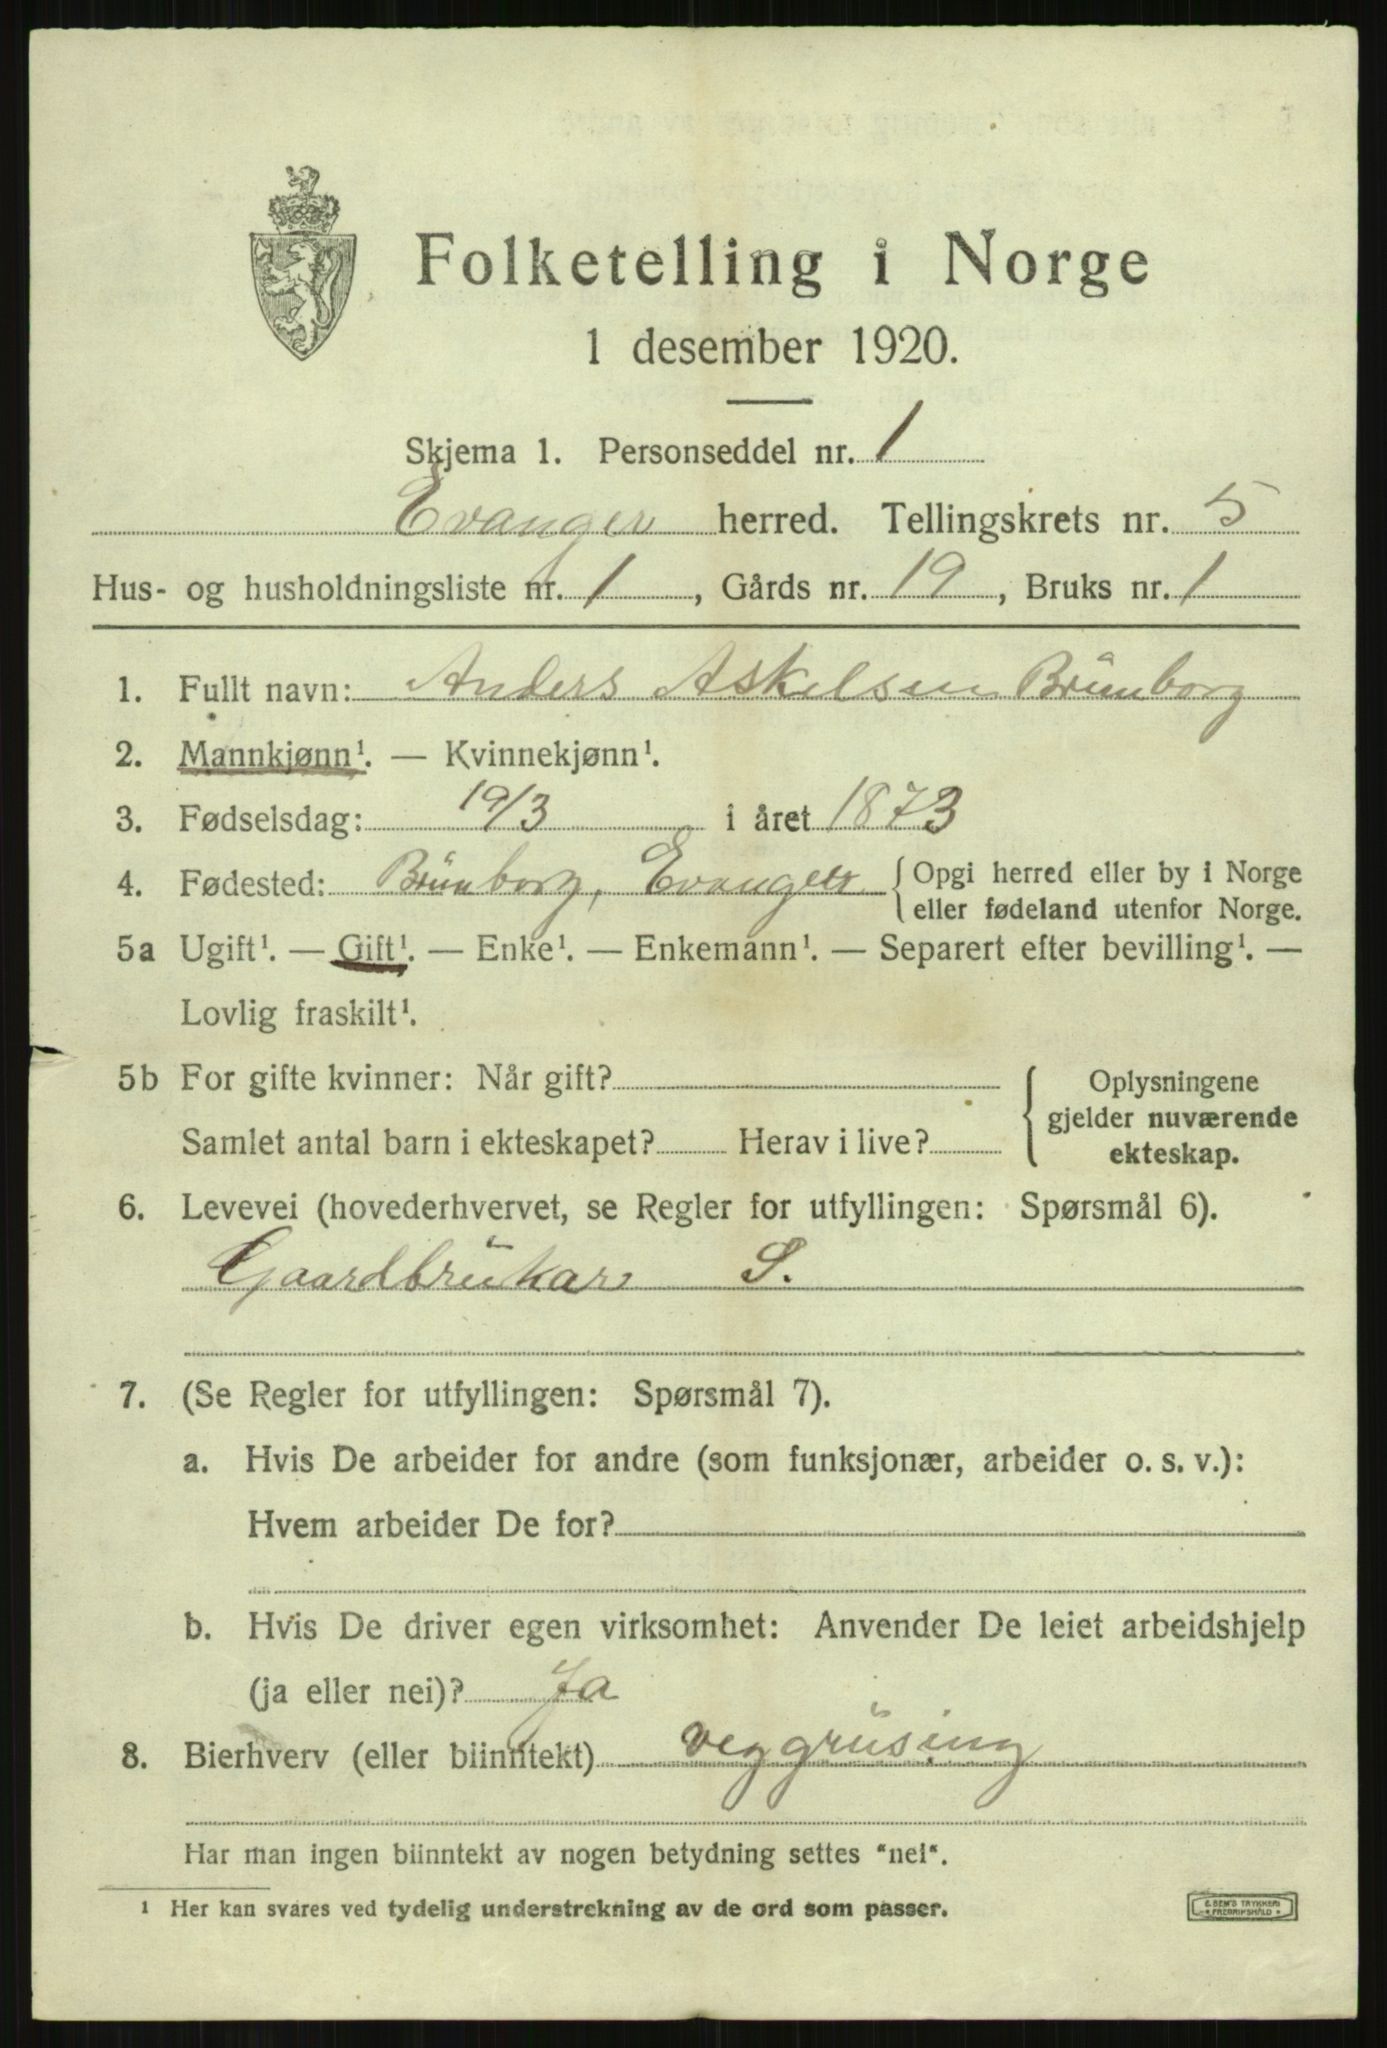 Folketelling i Norge
1 desember 1920.
Skjema 1. Personseddel nr. 1
Evanger herred. Tellingskrets nr. 5
Hus- og husholdningsliste nr. 1, Gårds nr. 19, Bruks nr. 1
1. Fullt navn: Anders Askelsen Brünborg
2. Mannkjønn¹. — Kvinnekjønn¹.
3. Fødselsdag: 19/3 i året 1873
4. Fødested: Brünborg, Evanger { Opgi herred eller by i Norge
eller fødeland utenfor Norge.
5a Ugift¹. — Gift¹. — Enke¹. — Enkemann¹. — Separert efter bevilling¹. —
Lovlig fraskilt¹.
5b For gifte kvinner: Når gift? { Oplysningene
gjelder nuværende
Samlet antal barn i ekteskapet? Herav i live? ekteskap.
6. Levevei (hovederhvervet, se Regler for utfyllingen: Spørsmål 6).
Gaardbrükar S.
7. (Se Regler for utfyllingen: Spørsmål 7).
a. Hvis De arbeider for andre (som funksjonær, arbeider o. s. v.):
Hvem arbeider De for?
b. Hvis De driver egen virksomhet: Anvender De leiet arbeidshjelp
(ja eller nei)? Ja
8. Bierhverv (eller biinntekt) veggrüsing
Har man ingen biinntekt av nogen betydning settes "nei".
¹ Her kan svares ved tydelig understrekning av de ord som passer.
E. SEM'S TRYKKERI
FREDRIKSHALD